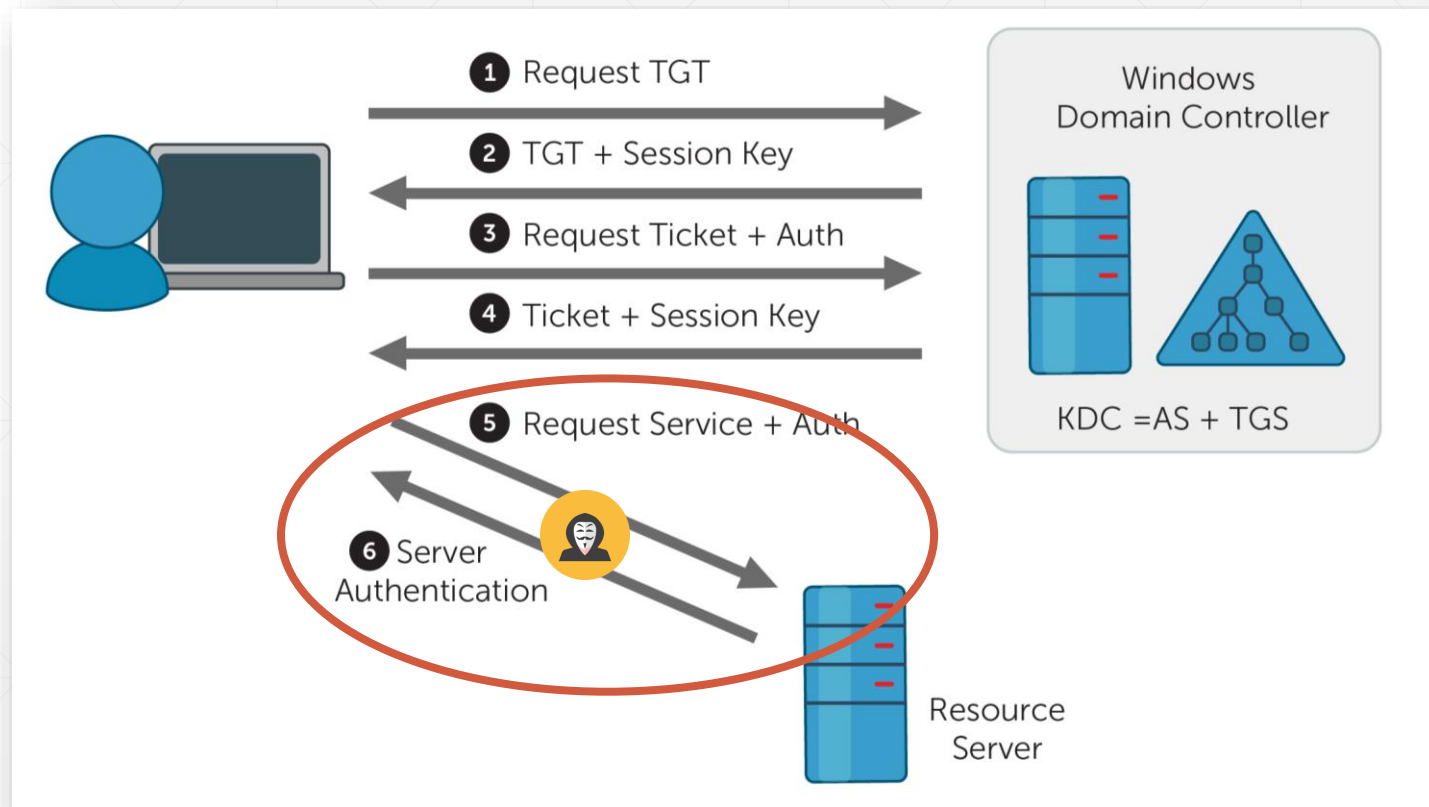 1 Request TGT
2 TGT + Session Key
3 Request Ticket + Auth
4 Ticket + Session Key
5 Request Service + Auth
6 Server
Authentication
Windows
Domain Controller
KDC =AS + TGS
Resource
Server